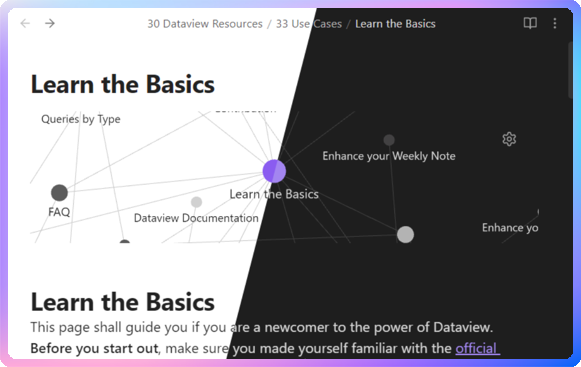 30 Dataview Resources / 33 Use Cases / Learn the Basics
Learn the Basics
Queries by Type
Enhance your Weekly Note
Learn the Basics
FAQ
Dataview Documentation
Enhance yo
Learn the Basics
This page shall guide you if you are a newcomer to the power of Dataview.
Before you start out, make sure you made yourself familiar with the official